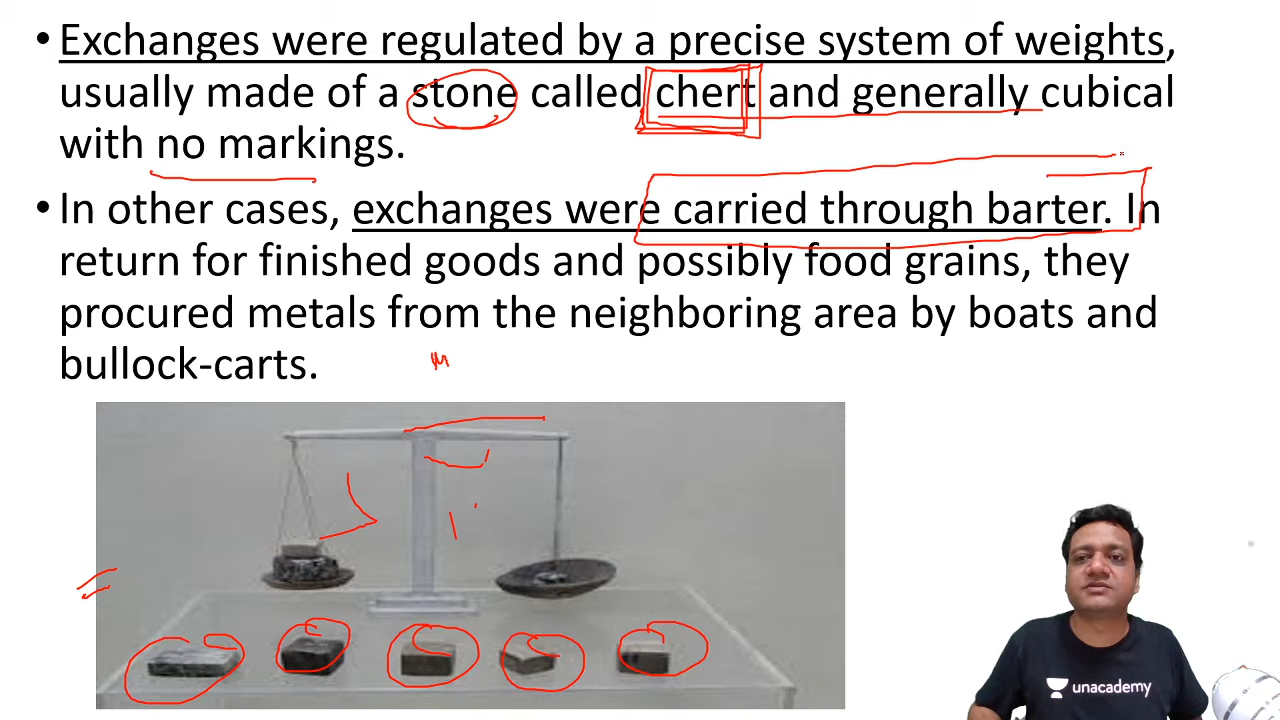 • Exchanges were regulated by a precise system of weights,
usually made of a stone called chert and generally cubical
with no markings.
• In other cases, exchanges were carried through barter. In
return for finished goods and possibly food grains, they
procured metals from the neighboring area by boats and
bullock-carts.
unacademy